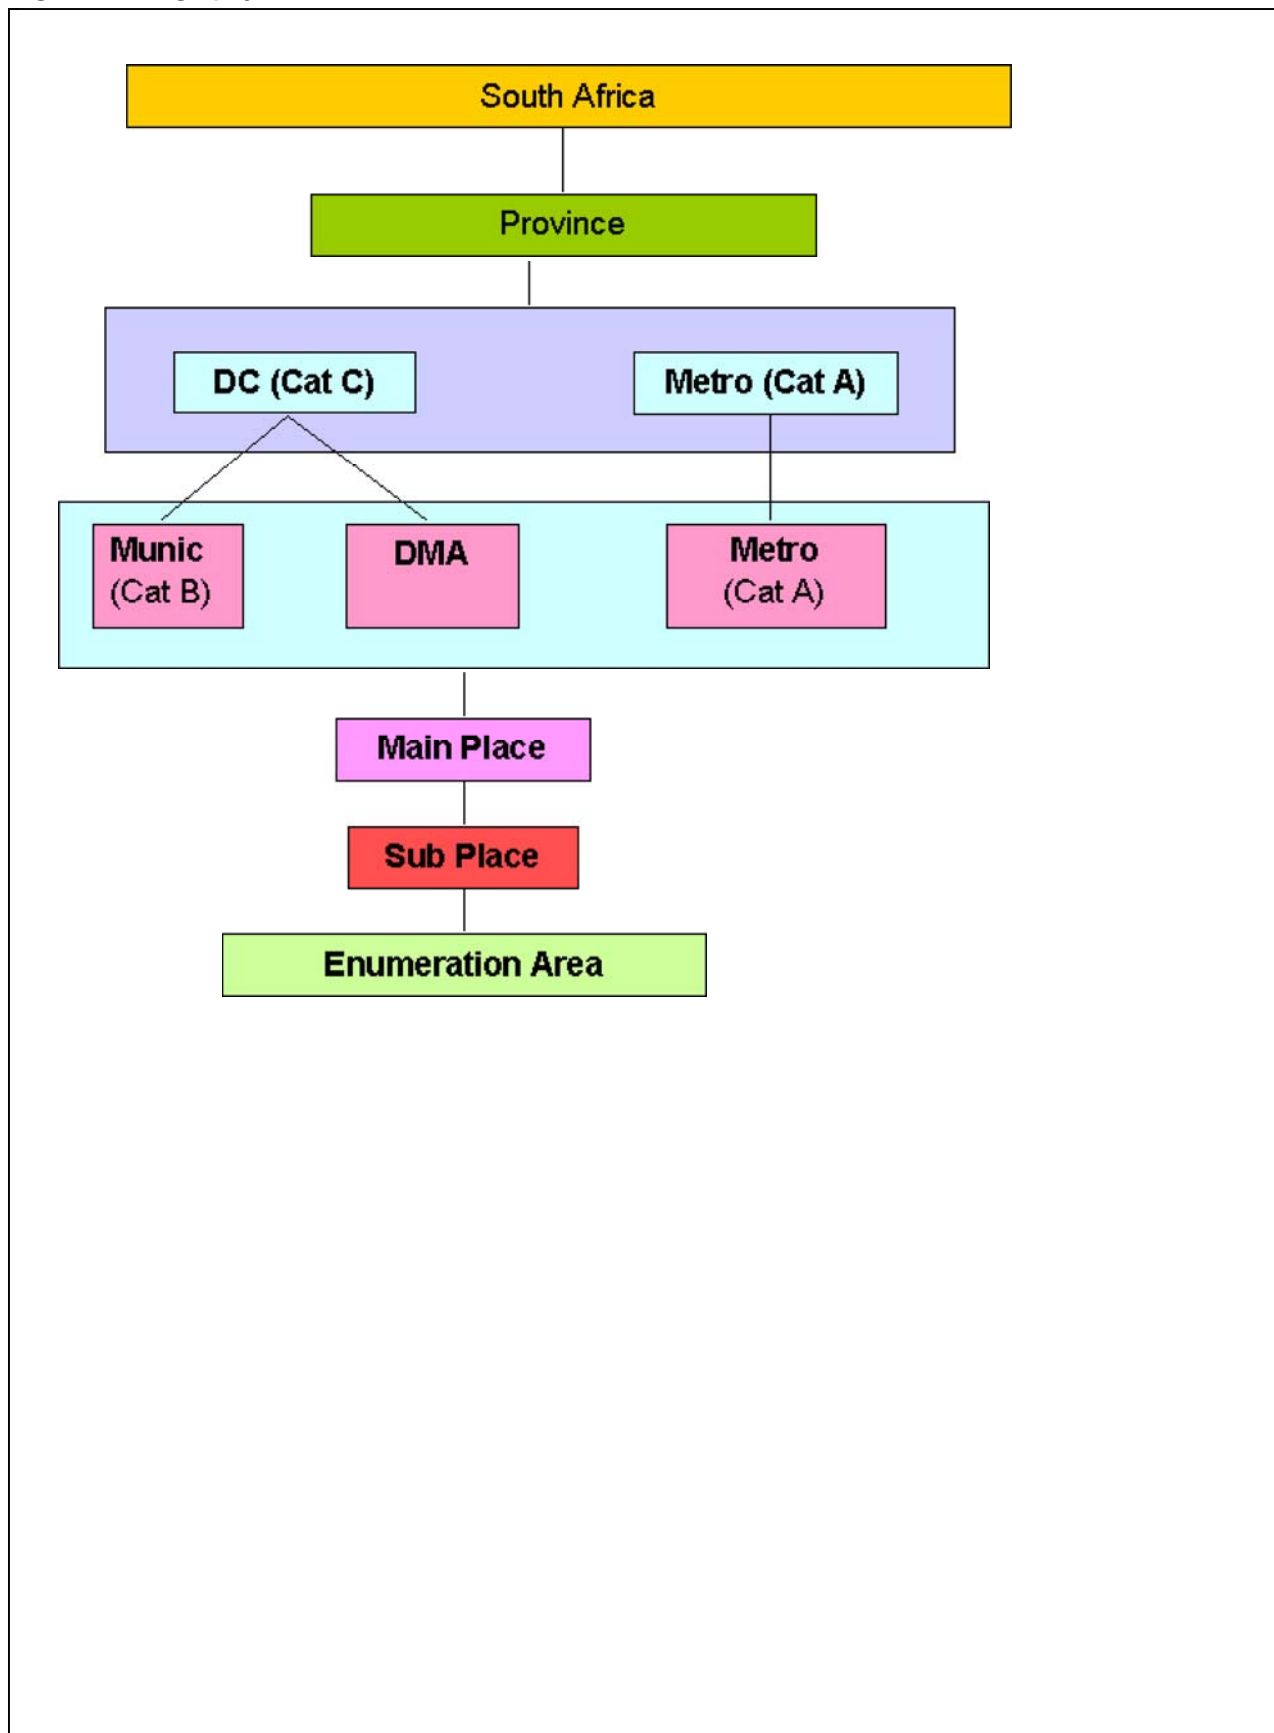 South Africa
Province
DC (Cat C)
Metro (Cat A)
Munic
(Cat B)
DMA
Metro
(Cat A)
Main Place
Sub Place
Enumeration Area